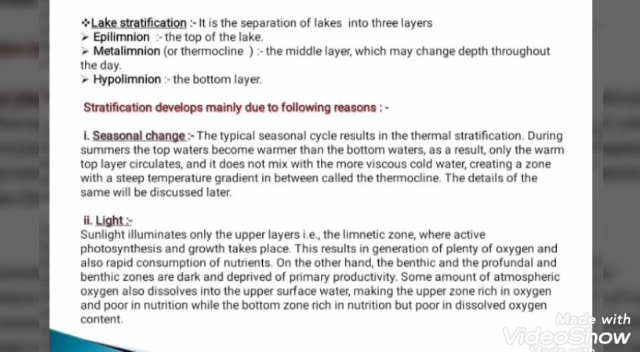 ❖Lake stratification :- It is the separation of lakes into three layers
➢ Epilimnion :- the top of the lake.
➢ Metalimnion (or thermocline ) :- the middle layer, which may change depth throughout
the day.
➢ Hypolimnion :- the bottom layer.
Stratification develops mainly due to following reasons : -
i. Seasonal change :- The typical seasonal cycle results in the thermal stratification. During
summers the top waters become warmer than the bottom waters, as a result, only the warm
top layer circulates, and it does not mix with the more viscous cold water, creating a zone
with a steep temperature gradient in between called the thermocline. The details of the
same will be discussed later.
ii. Light :-
Sunlight illuminates only the upper layers i.e., the limnetic zone, where active
photosynthesis and growth takes place. This results in generation of plenty of oxygen and
also rapid consumption of nutrients. On the other hand, the benthic and the profundal and
benthic zones are dark and deprived of primary productivity. Some amount of atmospheric
oxygen also dissolves into the upper surface water, making the upper zone rich in oxygen
and poor in nutrition while the bottom zone rich in nutrition but poor in dissolved oxygen
content.
Made with
VideoShow
Made with